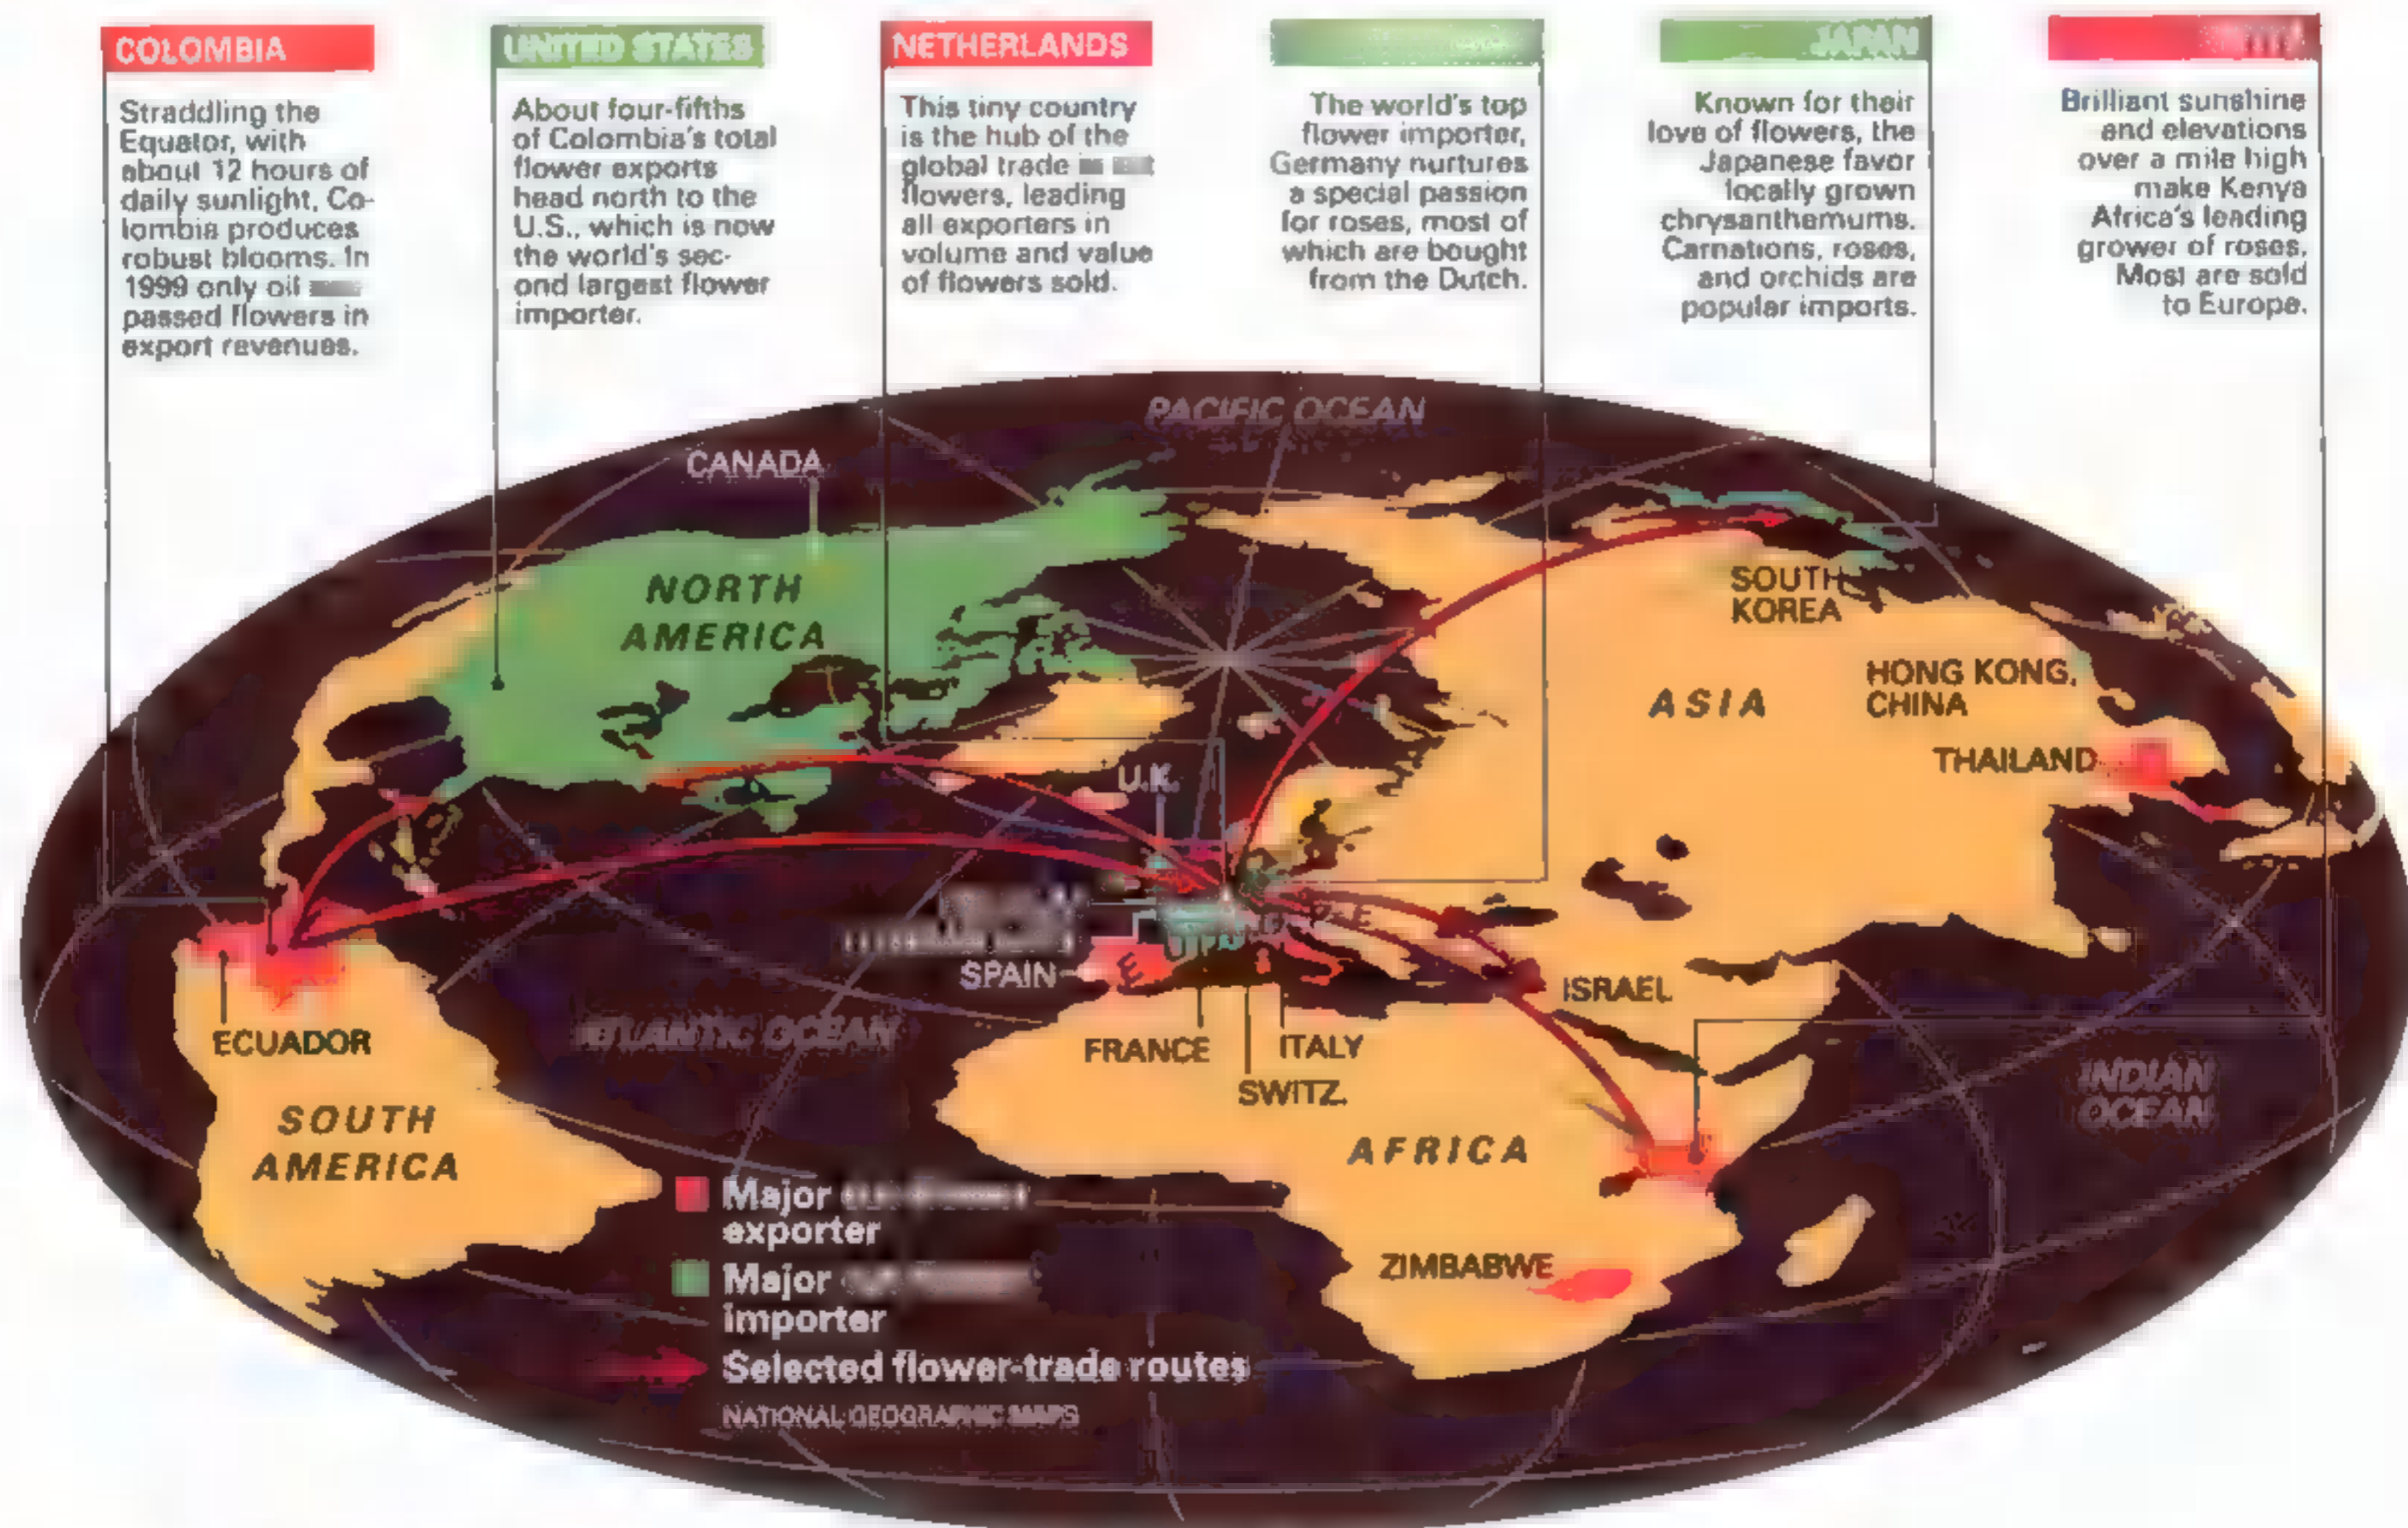 COLOMBIA
Straddling the
Equator, with
about 12 hours of
daily sunlight, Co-
lombia produces
robust blooms. In
1999 only oil
passed flowers in
export revenues.
UNITED STATES
About four-fifths
of Colombia's total
flower exports
head north to the
U.S., which is now
the world's sec-
ond largest flower
importer.
NETHERLANDS
This tiny country
is the hub of the
global trade
flowers, leading
all exporters in
volume and value
of flowers sold.
The world's top
flower importer,
Germany nurtures
a special passion
for roses, most of
which are bought
from the Dutch.
JAPAN
Known for their
love of flowers, the
Japanese favor
locally grown
chrysanthemums.
Carnations, roses,
and orchids are
popular imports.
Brilliant sunshine
and elevations
over a mile high
make Kenya
Africa's leading
grower of roses.
Most are sold
to Europe.
PACIFIC OCEAN
CANADA
NORTH
AMERICA
SOUTH
KOREA
HONG KONG,
CHINA
ASIA
THAILAND
U.K.
SPAIN
ISRAEL
FRANCE
ITALY
SWITZ.
ECUADOR
ATLANTIC OCEAN
SOUTH
AMERICA
AFRICA
INDIAN
OCEAN
ZIMBABWE
Major
exporter
Major
importer
Selected flower-trade routes
NATIONAL GEOGRAPHIC MAPS